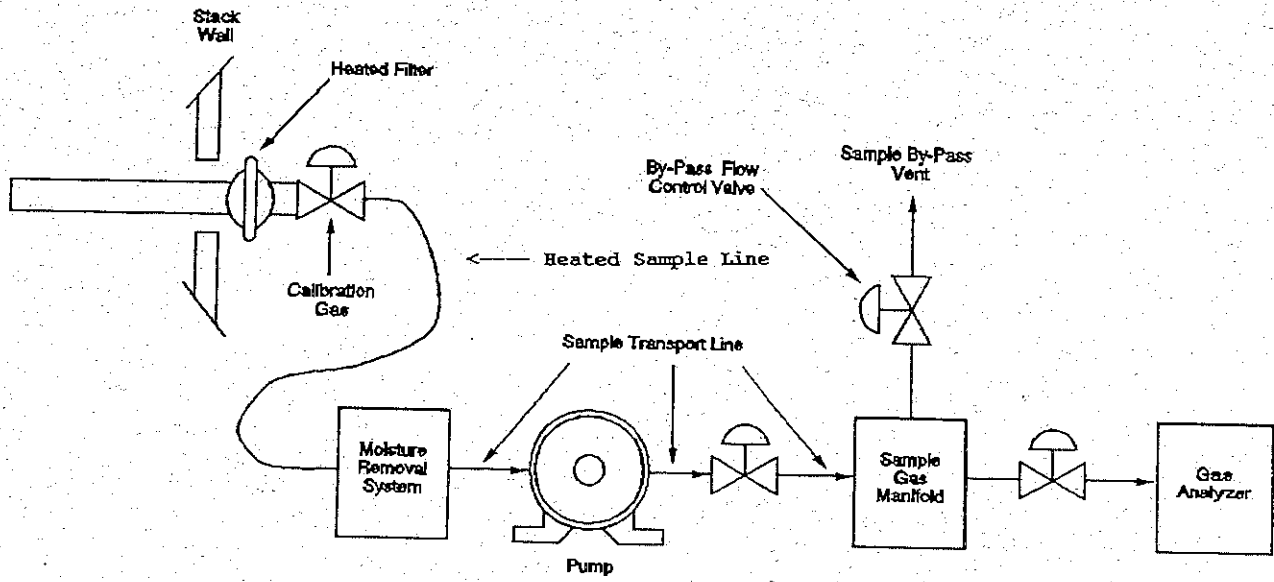 Stack
Wall
Heated Filter
By-Pass Flow
Control Valve
Sample By-Pass
Vent
<—— Heated Sample Line
Calibration
Gas
Sample Transport Line
Moisture
Removal
System
Sample
Gas
Manifold
Gas
Analyzer
Pump